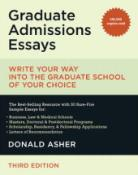 Graduate
Admissions
Essays
WRITE YOUR WAY
INTO THE GRADUATE SCHOOL
OF YOUR CHOICE
The Best-Selling Resource with 50 Sure-Fire
Sample Essays for:
• Business, Law & Medical Schools
• Masters, Doctoral & Postdoctoral Programs
• Scholarship, Residency & Fellowship Applications
• Letters of Recommendation
DONALD ASHER
THIRD EDITION